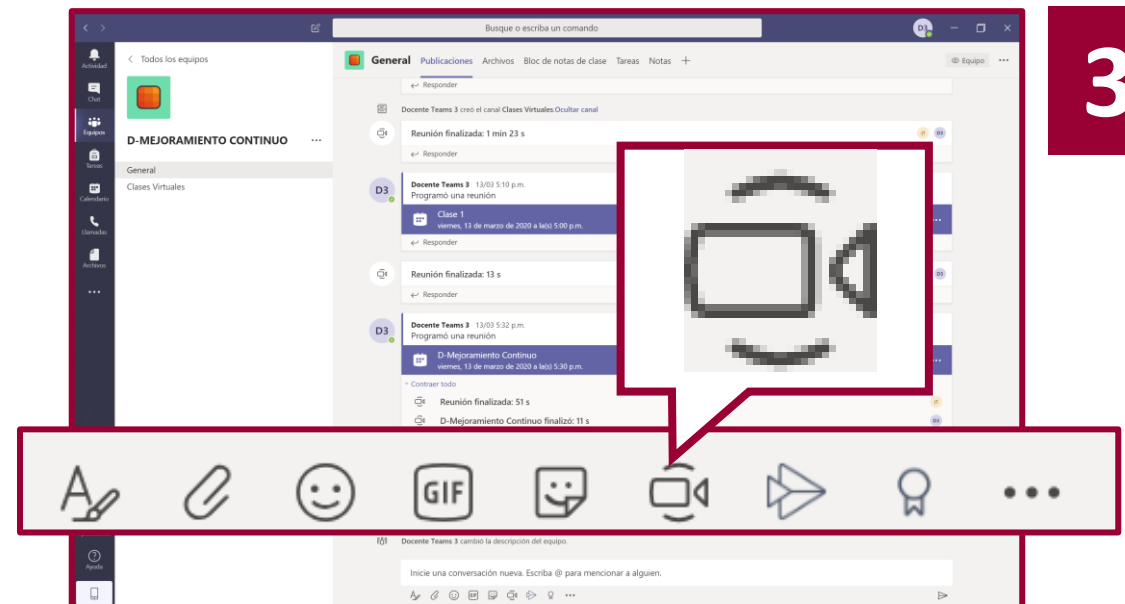 Busque o escriba un comando
D3
3
Actividad
Chat
Equipos
Tareas
Calendario
Llamadas
Archivos
Ayuda
Todos los equipos
D-MEJORAMIENTO CONTINUO
General
Clases Virtuales
General Publicaciones Archivos Bloc de notas de clase Tareas Notas +
Equipo
Responder
Docente Teams 3 creó el canal Clases Virtuales.Ocultar canal
Reunión finalizada: 1 min 23 s
D3
Responder
D3
Docente Teams 3 13/03 5:10 p.m.
Programó una reunión
Clase 1
viernes, 13 de marzo de 2020 a la(s) 5:00 p.m.
Responder
Reunión finalizada: 13 s
D3
Responder
D3
Docente Teams 3 13/03 5:32 p.m.
Programó una reunión
D-Mejoramiento Continuo
viernes, 13 de marzo de 2020 a la(s) 5:30 p.m.
Contraer todo
Reunión finalizada: 51 s
D-Mejoramiento Continuo finalizó: 11 s
D3
GIF
Docente Teams 3 cambió la descripción del equipo.
Inicie una conversación nueva. Escriba @ para mencionar a alguien.
GIF